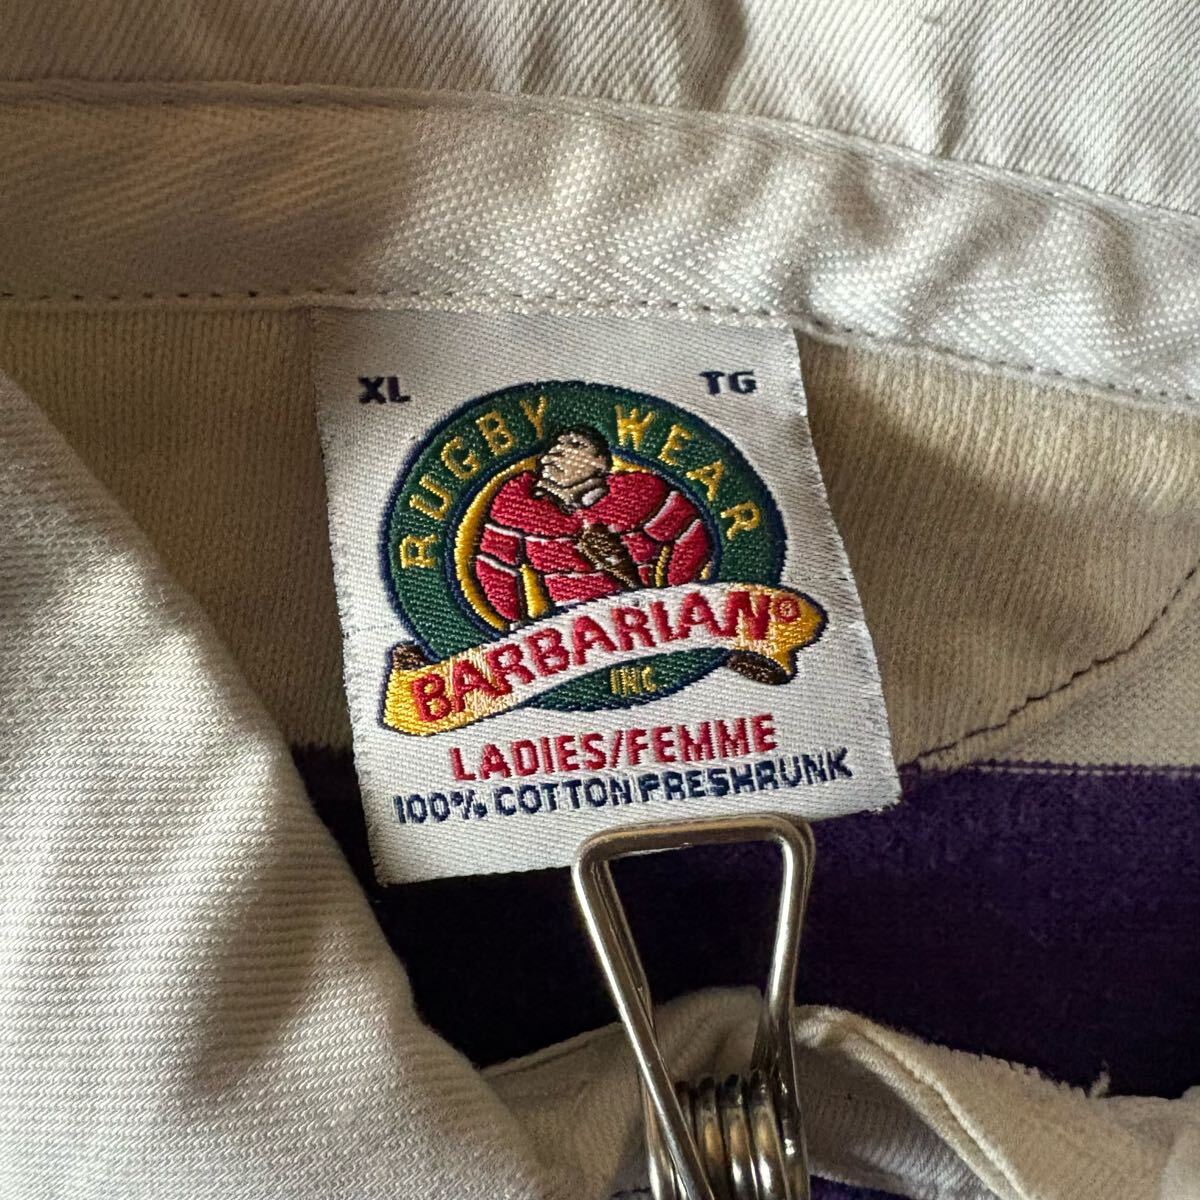 XL TG
RUGBY WEAR
BARBARIAN®
INC.
LADIES/FEMME
100% COTTON PRESHRUNK